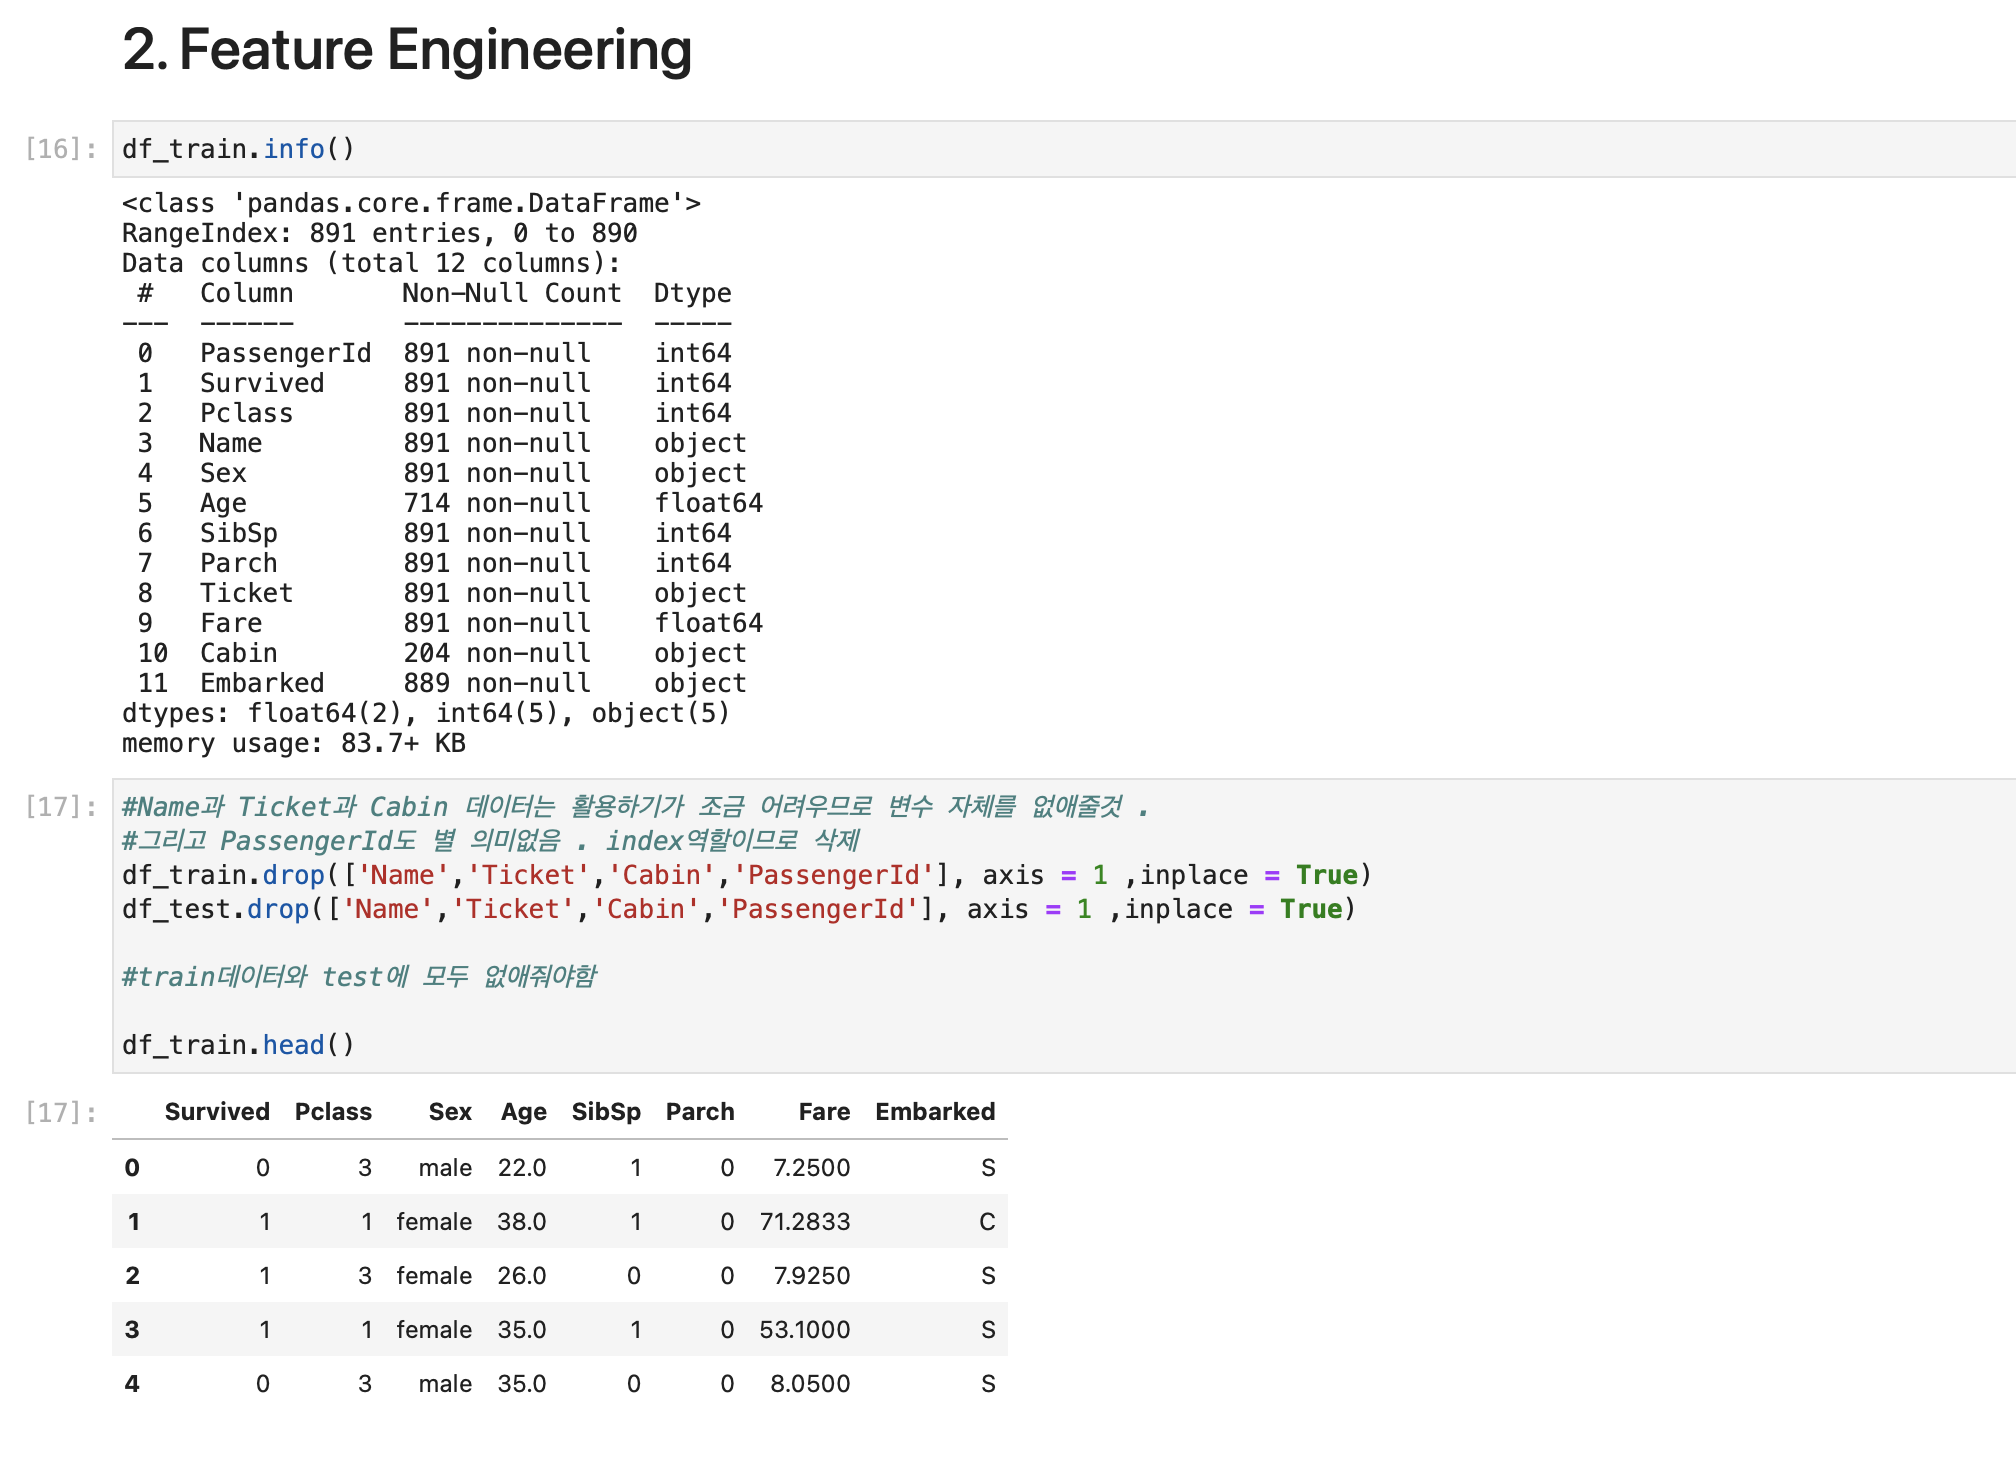 2. Feature Engineering
[16]: df_train.info()
<class 'pandas.core.frame.DataFrame'>
RangeIndex: 891 entries, 0 to 890
Data columns (total 12 columns):
 #   Column       Non-Null Count  Dtype
---  ------       --------------  -----
 0   PassengerId  891 non-null    int64
 1   Survived     891 non-null    int64
 2   Pclass       891 non-null    int64
 3   Name         891 non-null    object
 4   Sex          891 non-null    object
 5   Age          714 non-null    float64
 6   SibSp        891 non-null    int64
 7   Parch        891 non-null    int64
 8   Ticket       891 non-null    object
 9   Fare         891 non-null    float64
 10  Cabin        204 non-null    object
 11  Embarked     889 non-null    object
dtypes: float64(2), int64(5), object(5)
memory usage: 83.7+ KB
[17]: #Name과 Ticket과 Cabin 데이터는 활용하기가 조금 어려우므로 변수 자체를 없애줄것 .
#그리고 PassengerId도 별 의미없음 . index역할이므로 삭제
df_train.drop(['Name','Ticket','Cabin','PassengerId'], axis = 1 ,inplace = True)
df_test.drop(['Name','Ticket','Cabin','PassengerId'], axis = 1 ,inplace = True)
#train데이터와 test에 모두 없애줘야함
df_train.head()
[17]: Survived Pclass Sex Age SibSp Parch Fare Embarked
0 0 3 male 22.0 1 0 7.2500 S
1 1 1 female 38.0 1 0 71.2833 C
2 1 3 female 26.0 0 0 7.9250 S
3 1 1 female 35.0 1 0 53.1000 S
4 0 3 male 35.0 0 0 8.0500 S